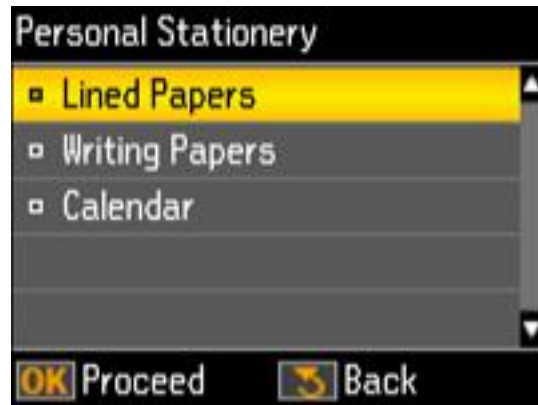 Personal Stationery
Lined Papers
Writing Papers
Calendar
OK Proceed Back